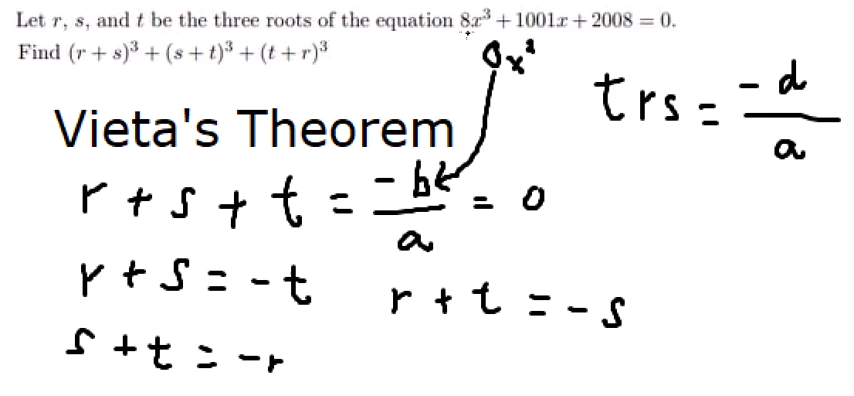 Let r, s, and t be the three roots of the equation 8x³ + 1001x + 2008 = 0.
Find (r + s)³ + (s + t)³ + (t + r)³
0x²
trs = -d/a
Vieta's Theorem
r + s + t = -b/a = 0
r + s = -t
r + t = -s
s + t = -r